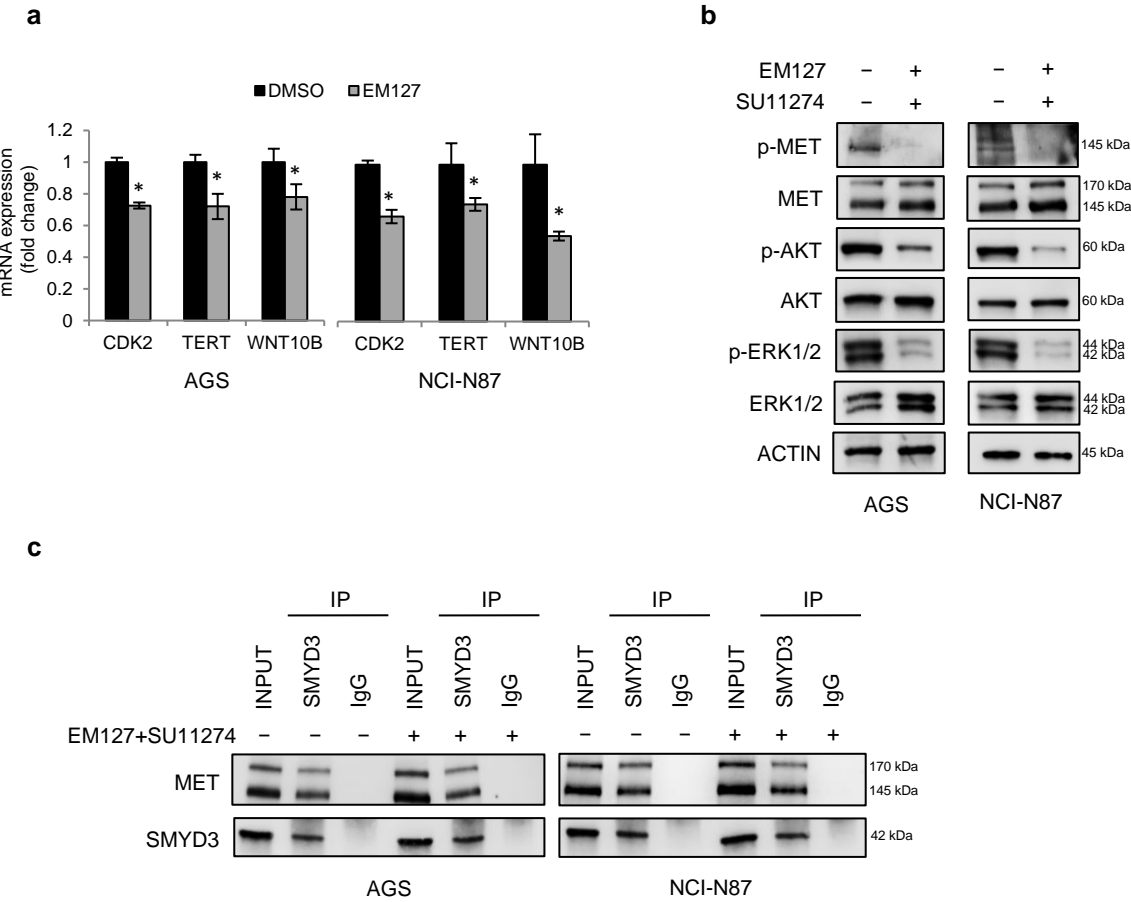 a
DMSO EM127
mRNA expression
(fold change)
1.2
1
0.8
0.6
0.4
0.2
0
* * * * * *
CDK2 TERT WNT10B CDK2 TERT WNT10B
AGS NCI-N87
b
EM127 − + − +
SU11274 − + − +
p-MET 145 kDa
MET 170 kDa
145 kDa
p-AKT 60 kDa
AKT 60 kDa
p-ERK1/2 44 kDa
42 kDa
ERK1/2 44 kDa
42 kDa
ACTIN 45 kDa
AGS NCI-N87
c
IP IP IP IP
INPUT SMYD3 IgG INPUT SMYD3 IgG INPUT SMYD3 IgG INPUT SMYD3 IgG
EM127+SU11274 − − − + + + − − − + + +
MET 170 kDa
145 kDa
SMYD3 42 kDa
AGS NCI-N87